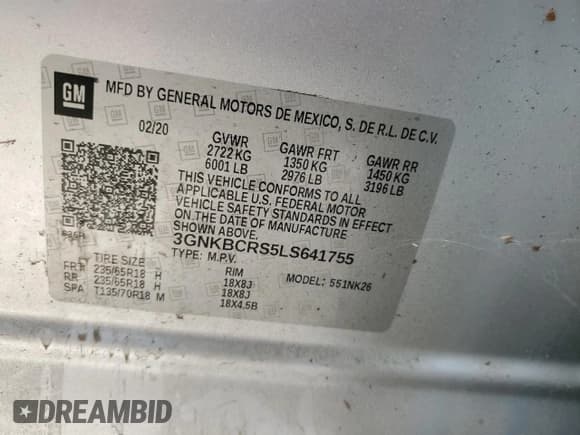 GM
MFD BY GENERAL MOTORS DE MEXICO, S. DE R.L. DE C.V.
02/20
GVWR GAWR FRT GAWR RR
2722 KG 1350 KG 1450 KG
6001 LB 2976 LB 3196 LB
THIS VEHICLE CONFORMS TO ALL
APPLICABLE U.S. FEDERAL MOTOR
VEHICLE SAFETY STANDARDS IN EFFECT
ON THE DATE OF MANUFACTURE
SHOWN ABOVE.
3GNKBCRS5LS641755
TYPE: M.P.V. MODEL: 551NK26
TIRE SIZE RIM
FRT 235/65R18 H 18X8J
RR 235/65R18 H 18X8J
SPA T135/70R18 M 18X4.5B
DREAMBID